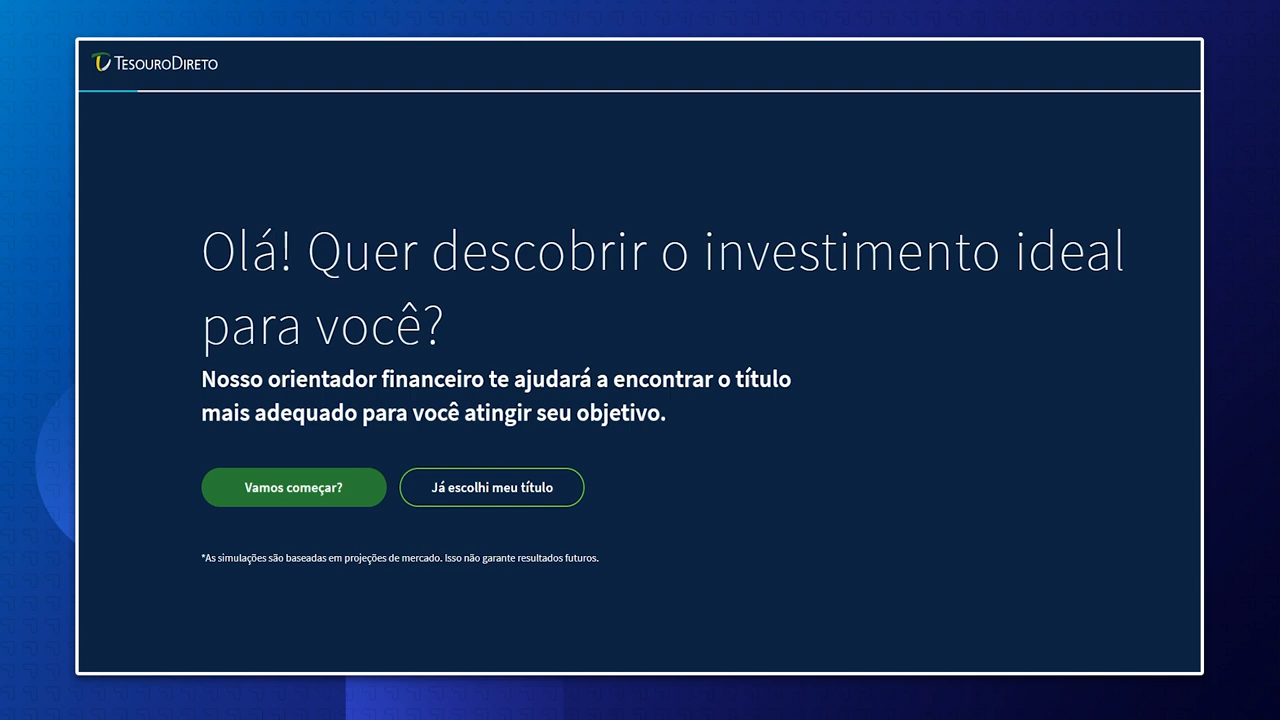 TesouroDireto
Olá! Quer descobrir o investimento ideal
para você?
Nosso orientador financeiro te ajudará a encontrar o título
mais adequado para você atingir seu objetivo.
Vamos começar?
Já escolhi meu título
*As simulações são baseadas em projeções de mercado. Isso não garante resultados futuros.